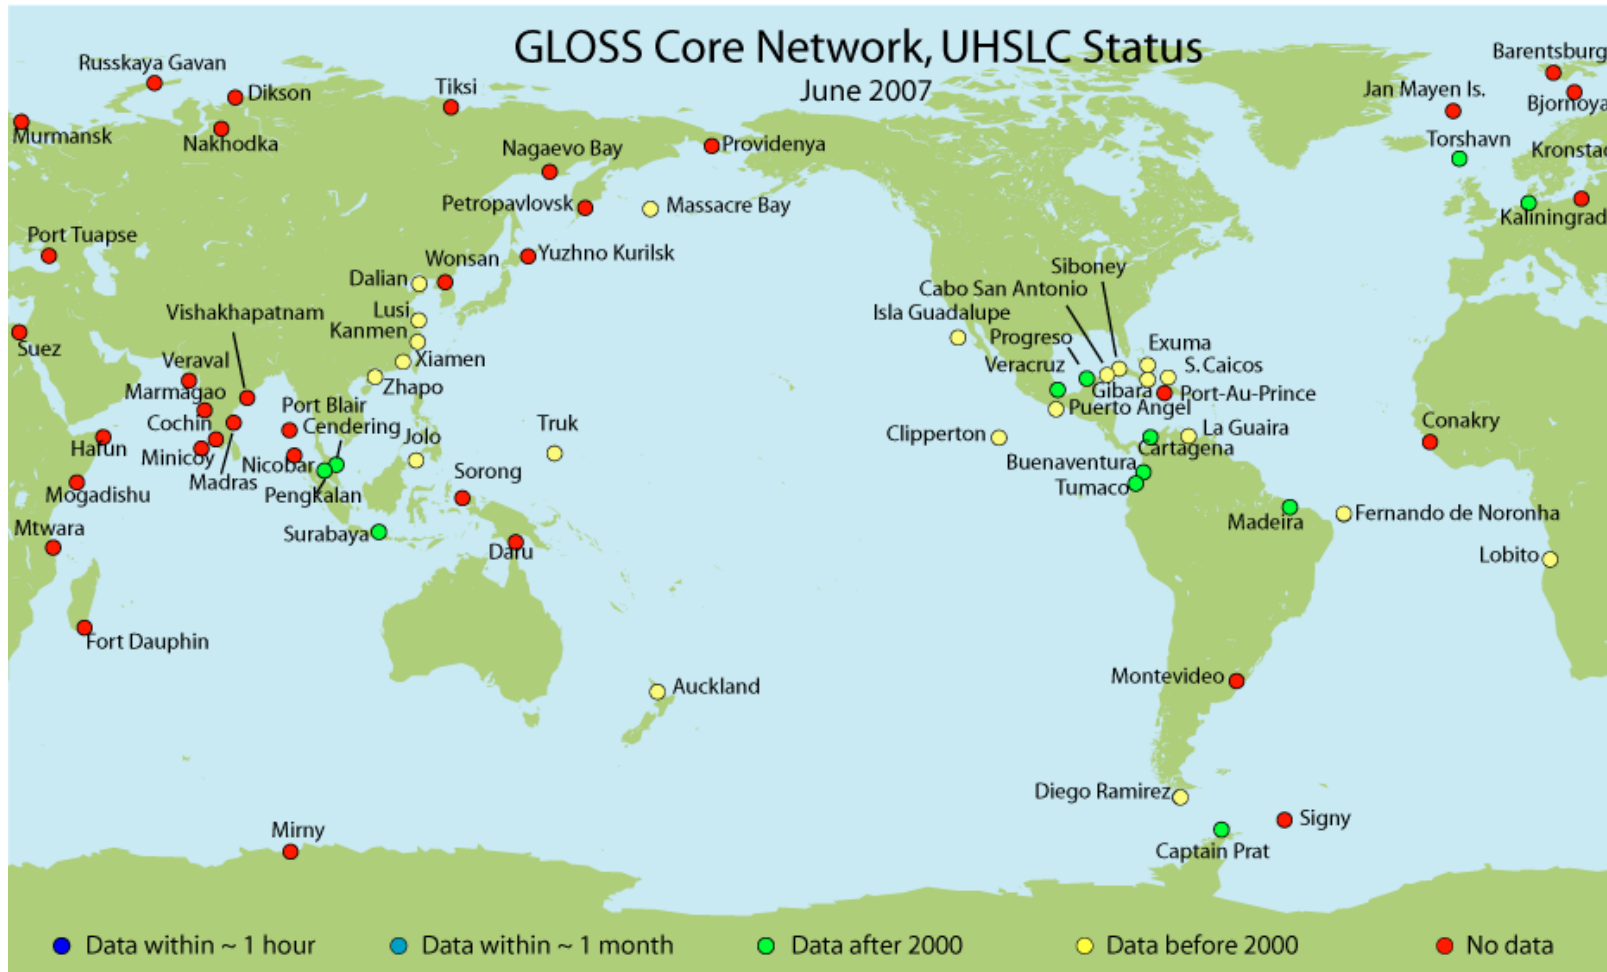 GLOSS Core Network, UHSLC Status
June 2007
Barentsburg
Russkaya Gavan
Tiksi
Jan Mayen Is.
Dikson
Bjornoya
Murmansk
Nakhodka
Nagaevo Bay
Providenya
Torshavn
Kronstad
Petropavlovsk
Massacre Bay
Kaliningrad
Port Tuapse
Wonsan
Yuzhno Kurilsk
Siboney
Dalian
Cabo San Antonio
Vishakhapatnam
Lusi
Isla Guadalupe
Kanmen
Progreso
Exuma
Suez
Veraval
Xiamen
Veracruz
S. Caicos
Marmagao
Zhapo
Gibara
Port-Au-Prince
Port Blair
Puerto Angel
Cochin
Cendering
Jolo
Truk
Clipperton
La Guaira
Conakry
Hafun
Minicoy
Cartagena
Nicobar
Sorong
Buenaventura
Madras
Mogadishu
Pengkalan
Tumaco
Mtwara
Surabaya
Madeira
Fernando de Noronha
Daru
Lobito
Fort Dauphin
Auckland
Montevideo
Diego Ramirez
Signy
Mirny
Captain Prat
Data within ~ 1 hour
Data within ~ 1 month
Data after 2000
Data before 2000
No data